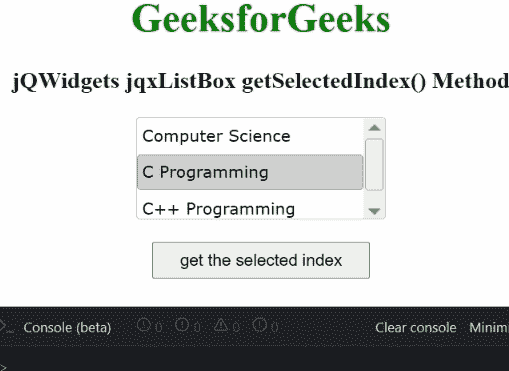 GeeksforGeeks
jQWidgets jqxListBox getSelectedIndex() Method
Computer Science
C Programming
C++ Programming
get the selected index
>_ Console (beta) 0 0 0 0 Clear console Minim
>